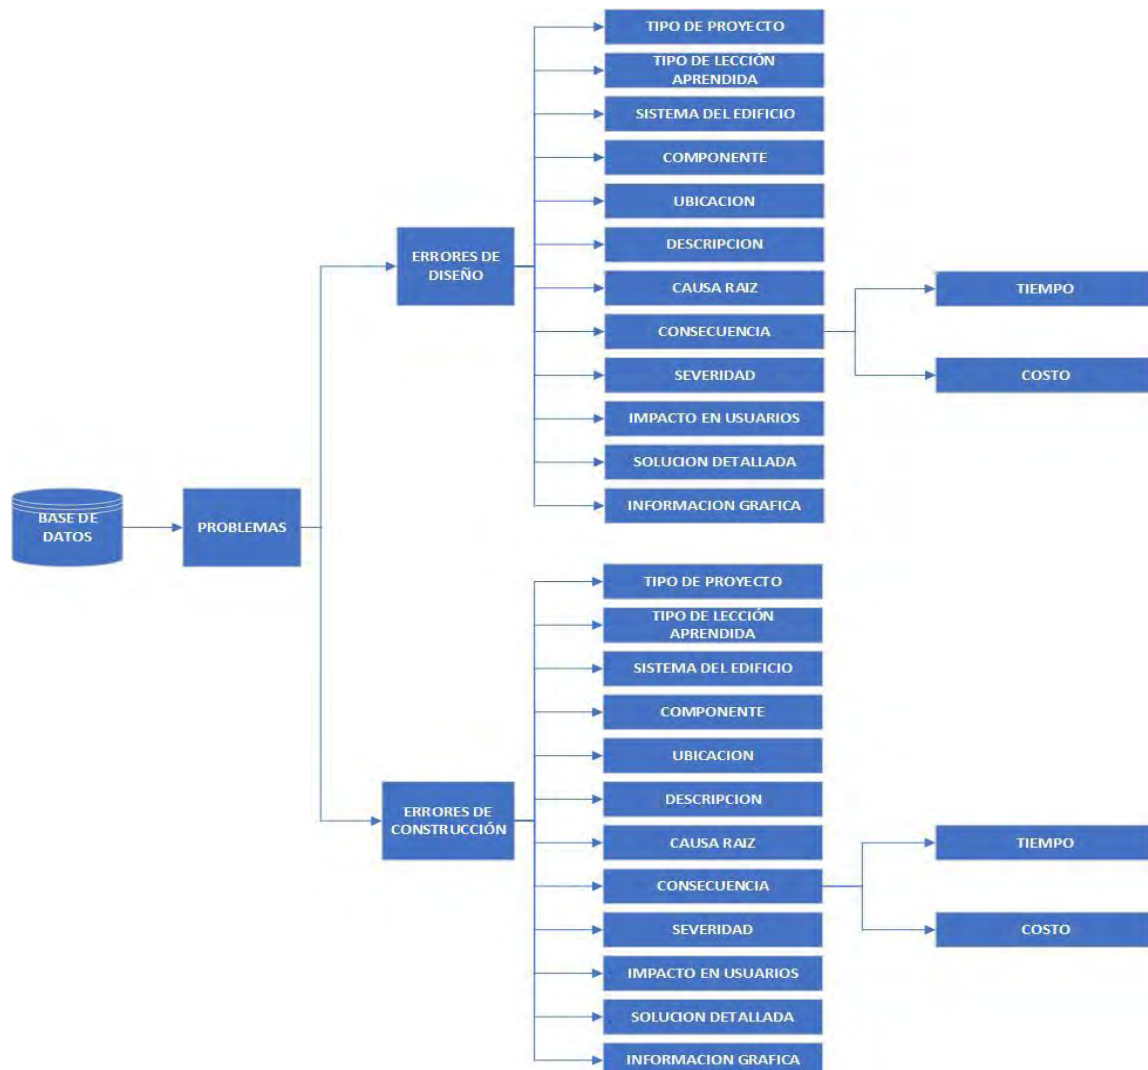 BASE DE
DATOS
PROBLEMAS
ERRORES DE
DISEÑO
TIPO DE PROYECTO
TIPO DE LECCIÓN
APRENDIDA
SISTEMA DEL EDIFICIO
COMPONENTE
UBICACION
DESCRIPCION
CAUSA RAIZ
CONSECUENCIA
SEVERIDAD
IMPACTO EN USUARIOS
SOLUCION DETALLADA
INFORMACION GRAFICA
TIEMPO
COSTO
ERRORES DE
CONSTRUCCIÓN
TIPO DE PROYECTO
TIPO DE LECCIÓN
APRENDIDA
SISTEMA DEL EDIFICIO
COMPONENTE
UBICACION
DESCRIPCION
CAUSA RAIZ
CONSECUENCIA
SEVERIDAD
IMPACTO EN USUARIOS
SOLUCION DETALLADA
INFORMACION GRAFICA
TIEMPO
COSTO